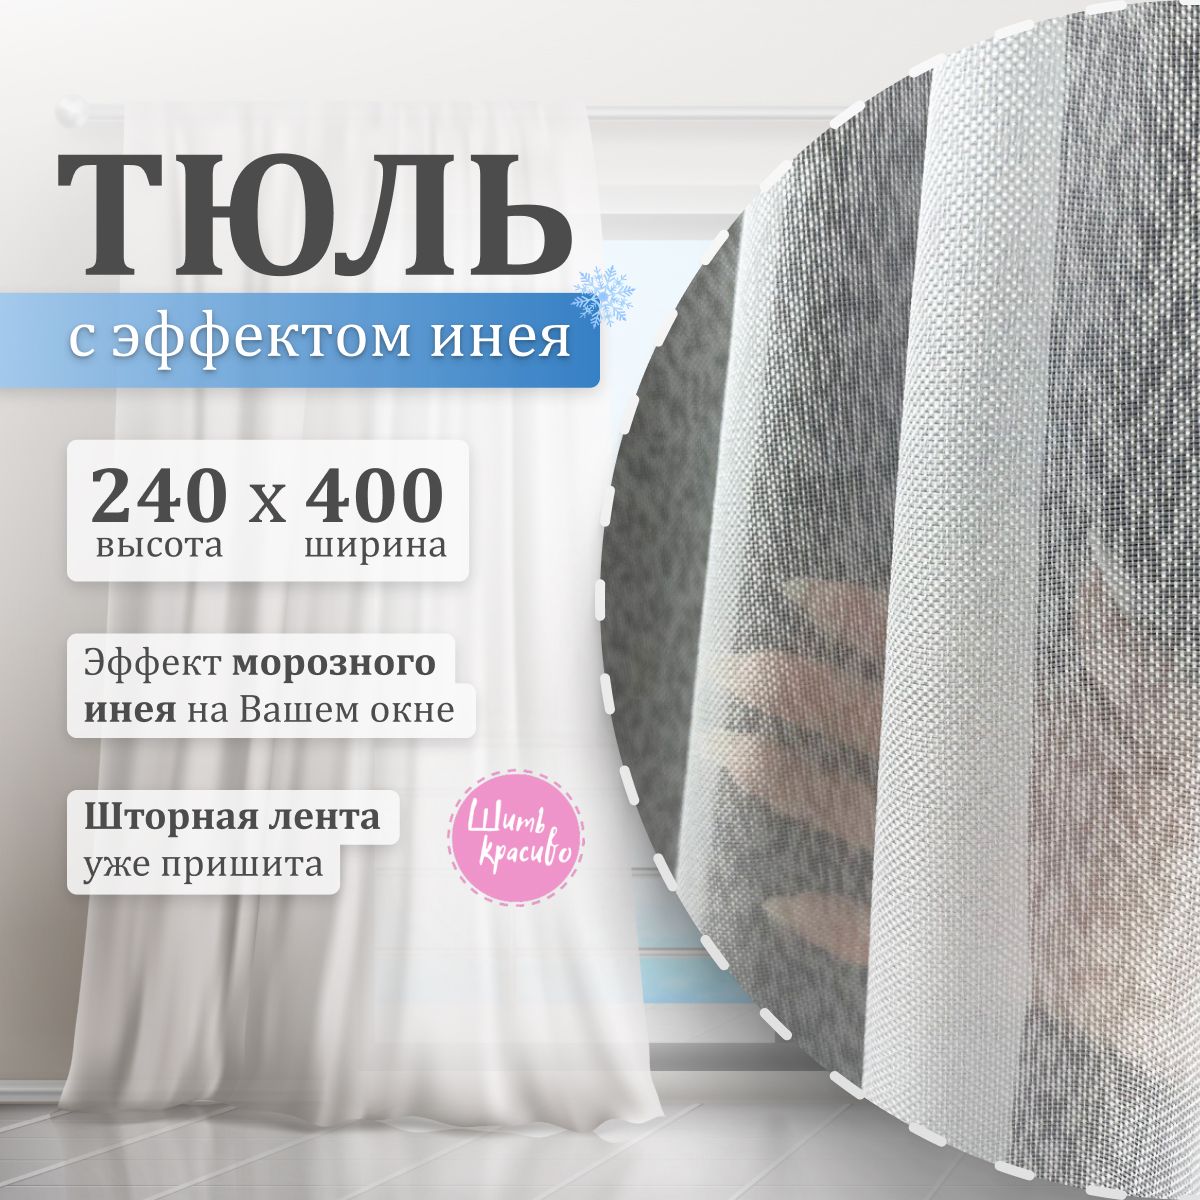 ТЮЛЬ
с эффектом инея
240 x 400
высота ширина
Эффект морозного
инея на Вашем окне
Шторная лента
уже пришита
Шить
красиво